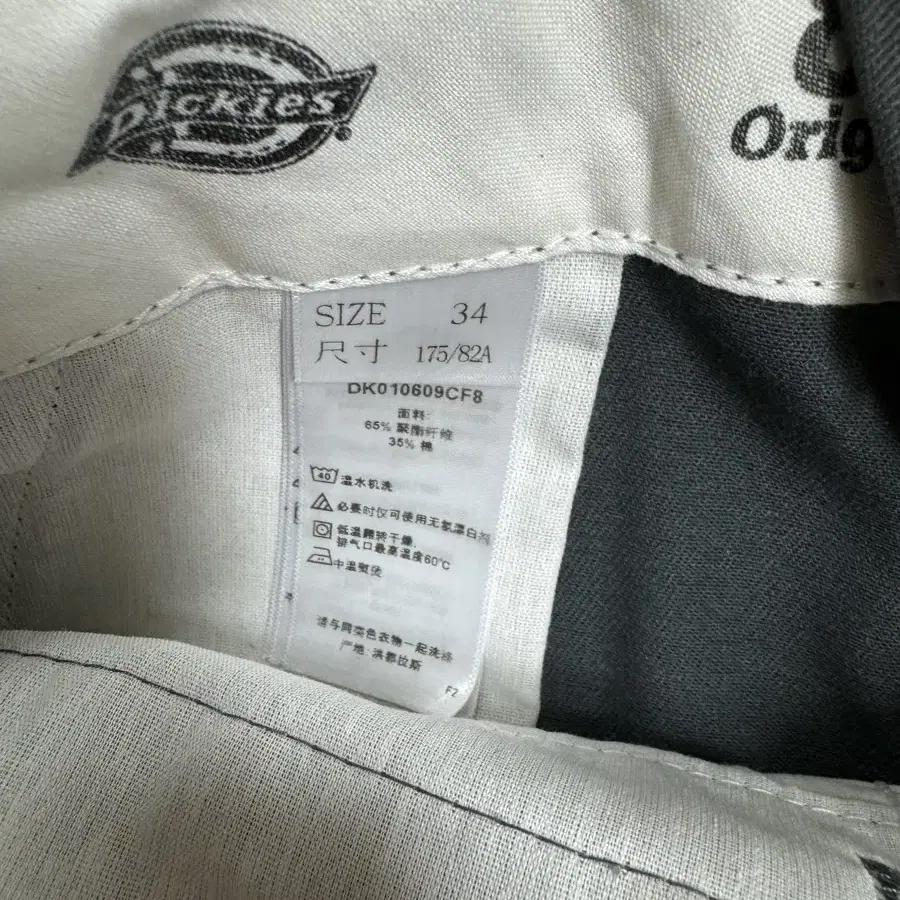 Dickies®
Orig
SIZE 34
尺寸 175/82A
DK010609CF8
面料:
65% 聚酯纤维
35% 棉
40 温水机洗
必要时仅可使用无氯漂白剂
低温翻转干燥,
排气口最高温度60℃
中温熨烫
请与同类色衣物一起洗涤
产地: 洪都拉斯
FZ